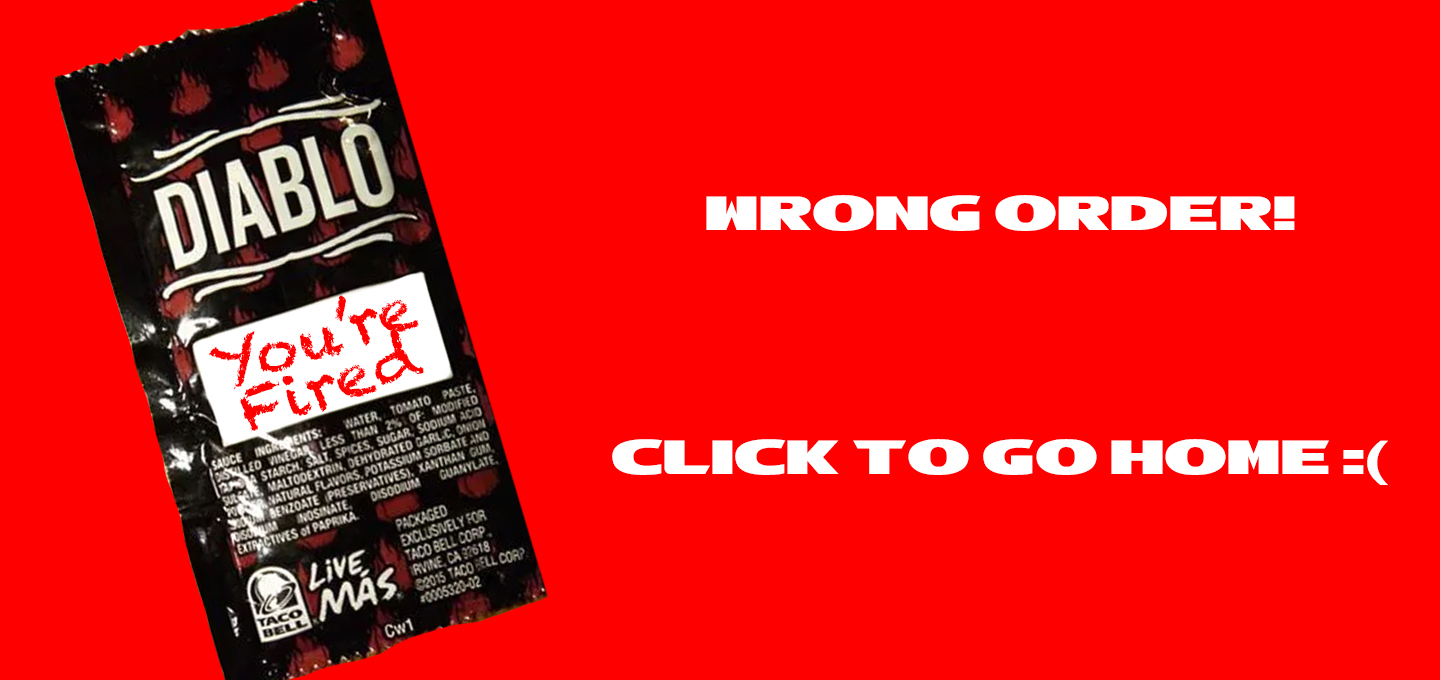 DIABLO
You're
Fired
SAUCE INGREDIENTS: WATER, TOMATO PASTE,
DISTILLED VINEGAR, LESS THAN 2% OF: MODIFIED
STARCH, SALT, SPICES, SUGAR, SODIUM ACID
MALTODEXTRIN, DEHYDRATED GARLIC, ONION
NATURAL FLAVORS, POTASSIUM SORBATE AND
BENZOATE (PRESERVATIVES), XANTHAN GUM,
INOSINATE, DISODIUM GUANYLATE,
EXTRACTIVES of PAPRIKA.
PACKAGED
EXCLUSIVELY FOR
TACO BELL CORP.,
IRVINE, CA 92618
©2015 TACO BELL CORP.
#0005320-02
LiVE
MÁS
TACO
BELL
Cw1
WRONG ORDER!
CLICK TO GO HOME :(